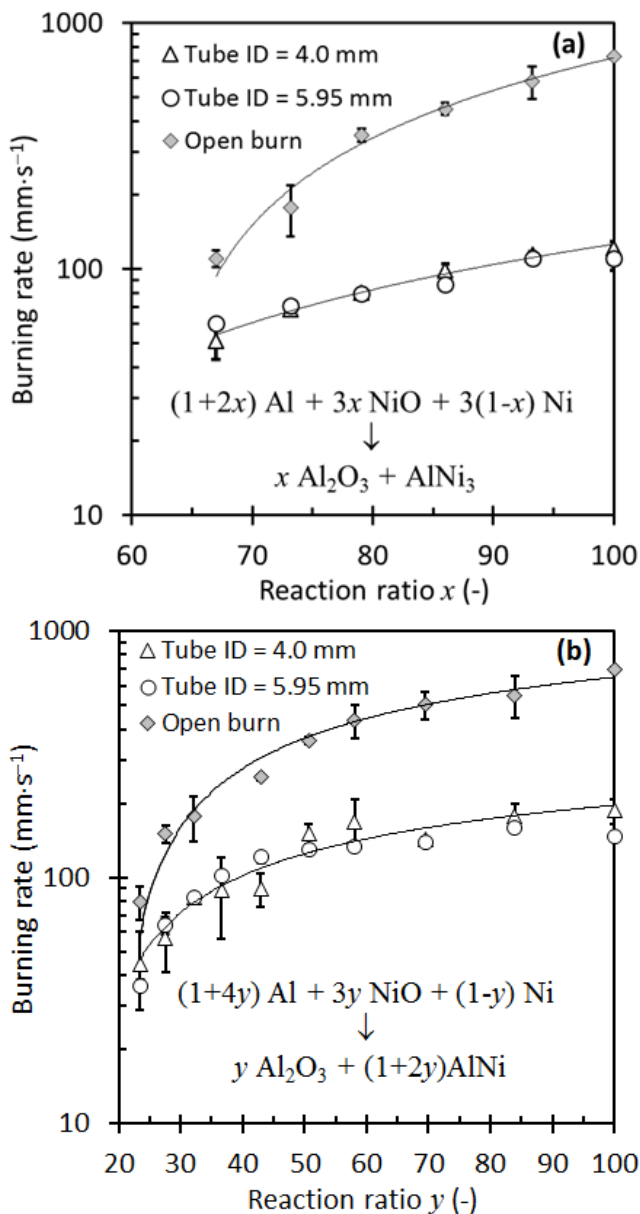 1000
(a)
Tube ID = 4.0 mm
Tube ID = 5.95 mm
Open burn
Burning rate (mm·s⁻¹)
100
(1+2x) Al + 3x NiO + 3(1-x) Ni
↓
x Al₂O₃ + AlNi₃
10
60 70 80 90 100
Reaction ratio x (-)
1000
(b)
Tube ID = 4.0 mm
Tube ID = 5.95 mm
Open burn
Burning rate (mm·s⁻¹)
100
(1+4y) Al + 3y NiO + (1-y) Ni
↓
y Al₂O₃ + (1+2y)AlNi
10
20 30 40 50 60 70 80 90 100
Reaction ratio y (-)